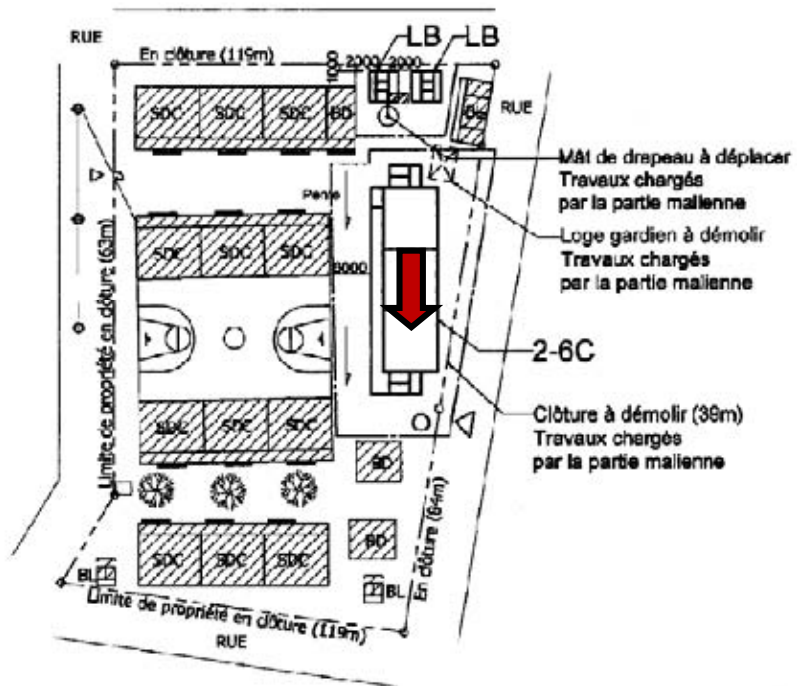 RUE
En clôture (119m)
LB LB
2000 2000
SDC SDC SDC BD
RUE
Mât de drapeau à déplacer
Travaux chargés
par la partie malienne
Loge gardien à démolir
Travaux chargés
par la partie malienne
Pente
SDC SDC SDC
Limite de propriété en clôture (63m)
2-6C
Clôture à démolir (39m)
Travaux chargés
par la partie malienne
SDC SDC SDC
BD
En clôture (64m)
SDC SDC SDC
BD
BL
BL
Limite de propriété en clôture (119m)
RUE